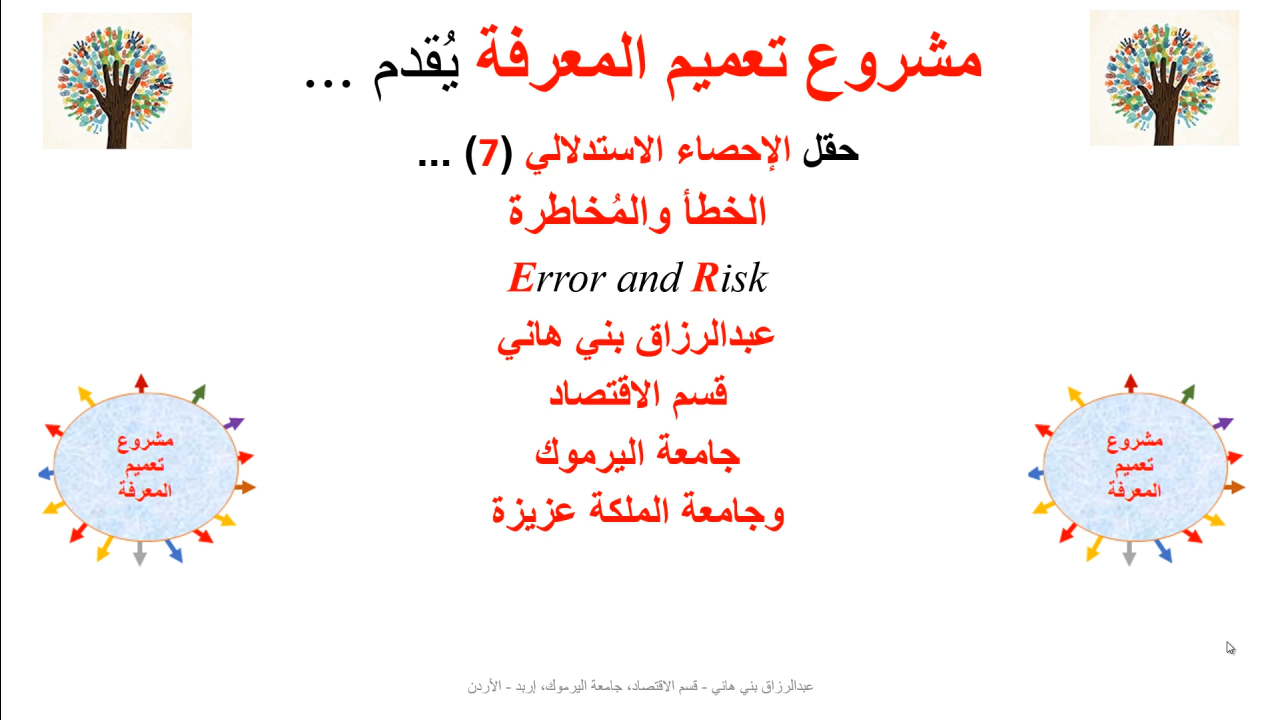 مشروع تعميم المعرفة يُقدم ...
حقل الإحصاء الاستدلالي (7) ...
الخطأ والمُخاطرة
Error and Risk
عبدالرزاق بني هاني
قسم الاقتصاد
جامعة اليرموك
وجامعة الملكة عزيزة
مشروع
تعميم
المعرفة
مشروع
تعميم
المعرفة
عبدالرزاق بني هاني - قسم الاقتصاد، جامعة اليرموك، إربد - الأردن